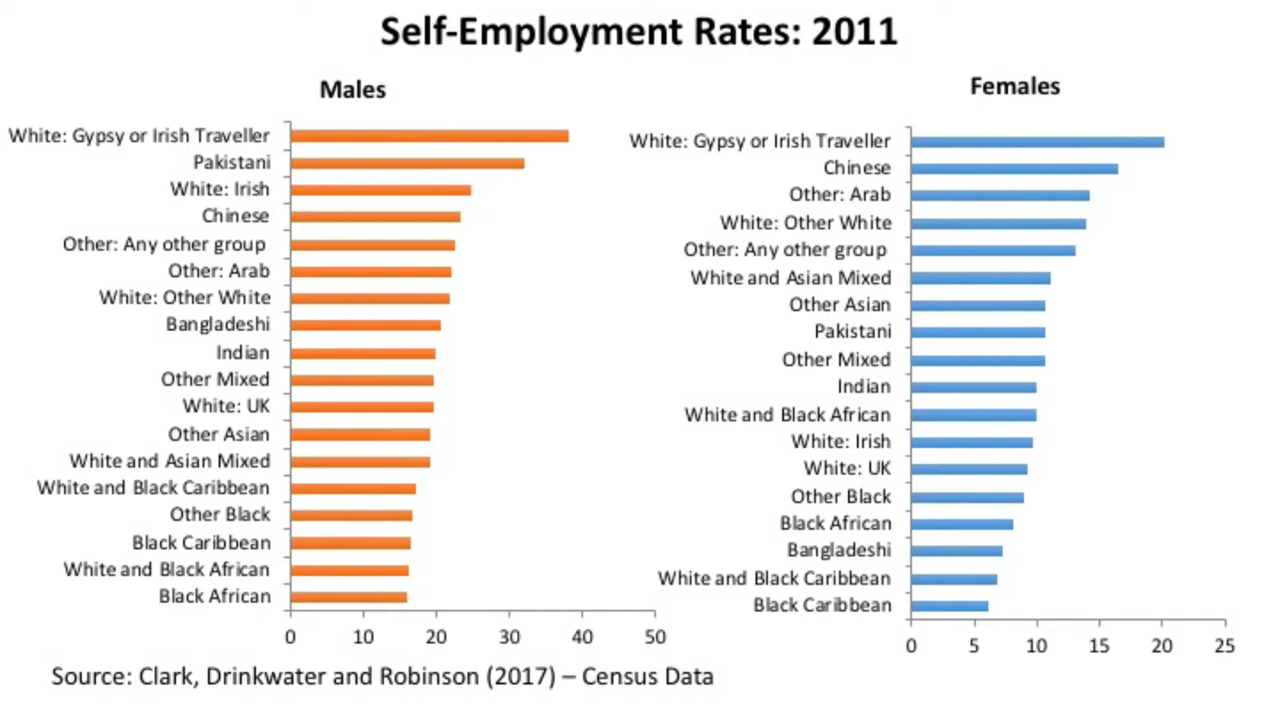 Self-Employment Rates: 2011
Males
White: Gypsy or Irish Traveller
Pakistani
White: Irish
Chinese
Other: Any other group
Other: Arab
White: Other White
Bangladeshi
Indian
Other Mixed
White: UK
Other Asian
White and Asian Mixed
White and Black Caribbean
Other Black
Black Caribbean
White and Black African
Black African
0 10 20 30 40 50
Females
White: Gypsy or Irish Traveller
Chinese
Other: Arab
White: Other White
Other: Any other group
White and Asian Mixed
Other Asian
Pakistani
Other Mixed
Indian
White and Black African
White: Irish
White: UK
Other Black
Black African
Bangladeshi
White and Black Caribbean
Black Caribbean
0 5 10 15 20 25
Source: Clark, Drinkwater and Robinson (2017) – Census Data